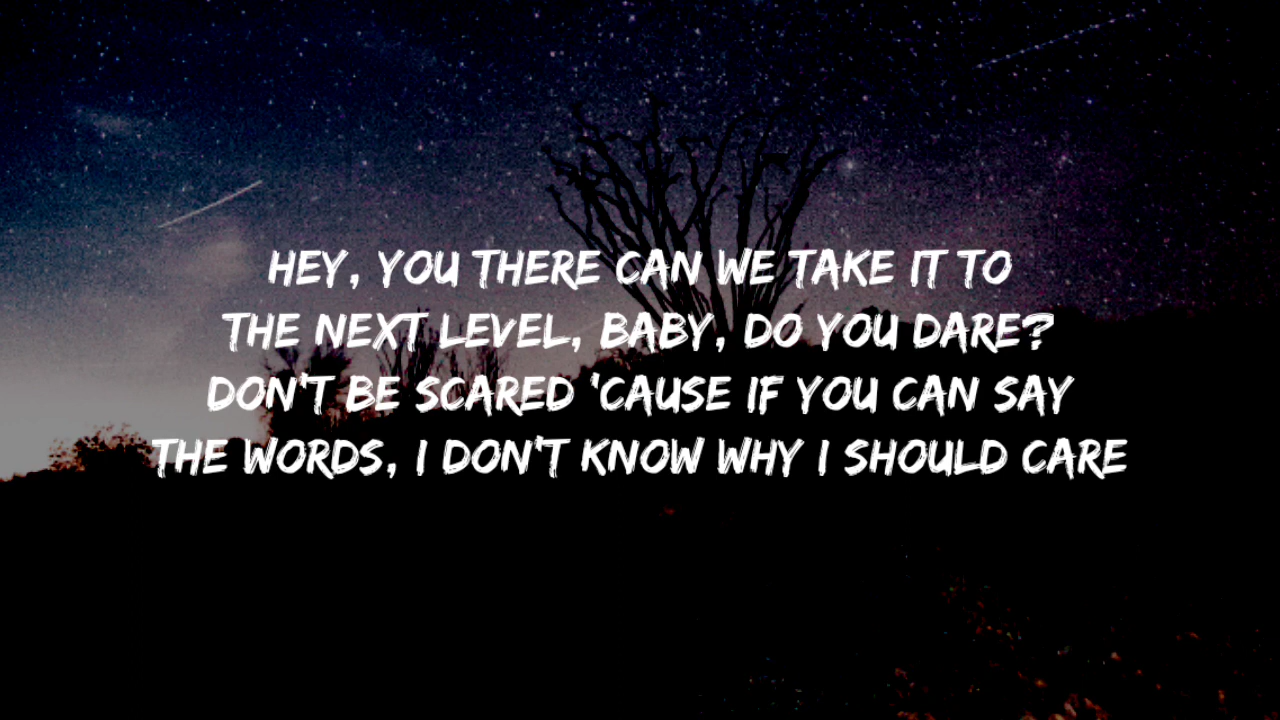 HEY, YOU THERE CAN WE TAKE IT TO
THE NEXT LEVEL, BABY, DO YOU DARE?
DON'T BE SCARED 'CAUSE IF YOU CAN SAY
THE WORDS, I DON'T KNOW WHY I SHOULD CARE